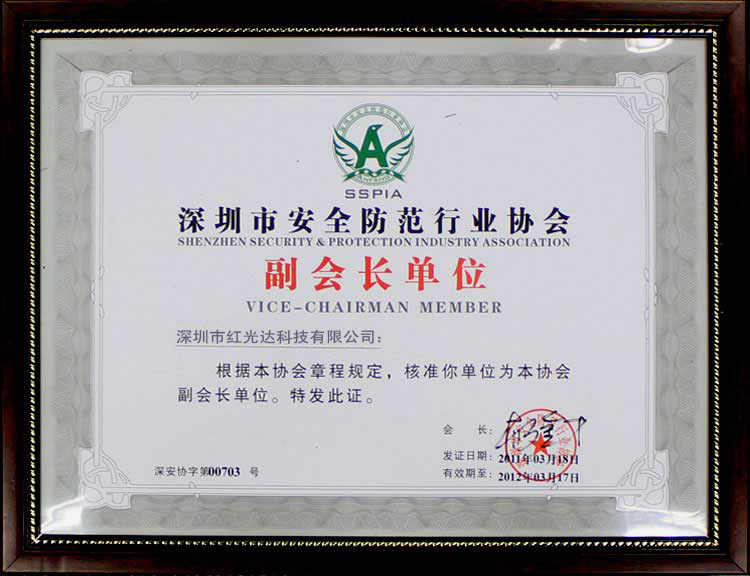 ANFANG
SSPIA
深圳市安全防范行业协会
SHENZHEN SECURITY & PROTECTION INDUSTRY ASSOCIATION
副会长单位
VICE-CHAIRMAN MEMBER
深圳市红光达科技有限公司：
根据本协会章程规定，核准你单位为本协会
副会长单位。特发此证。
会 长：
发证日期：2011年03月18日
深安协字第00703 号
有效期至：2012年03月17日